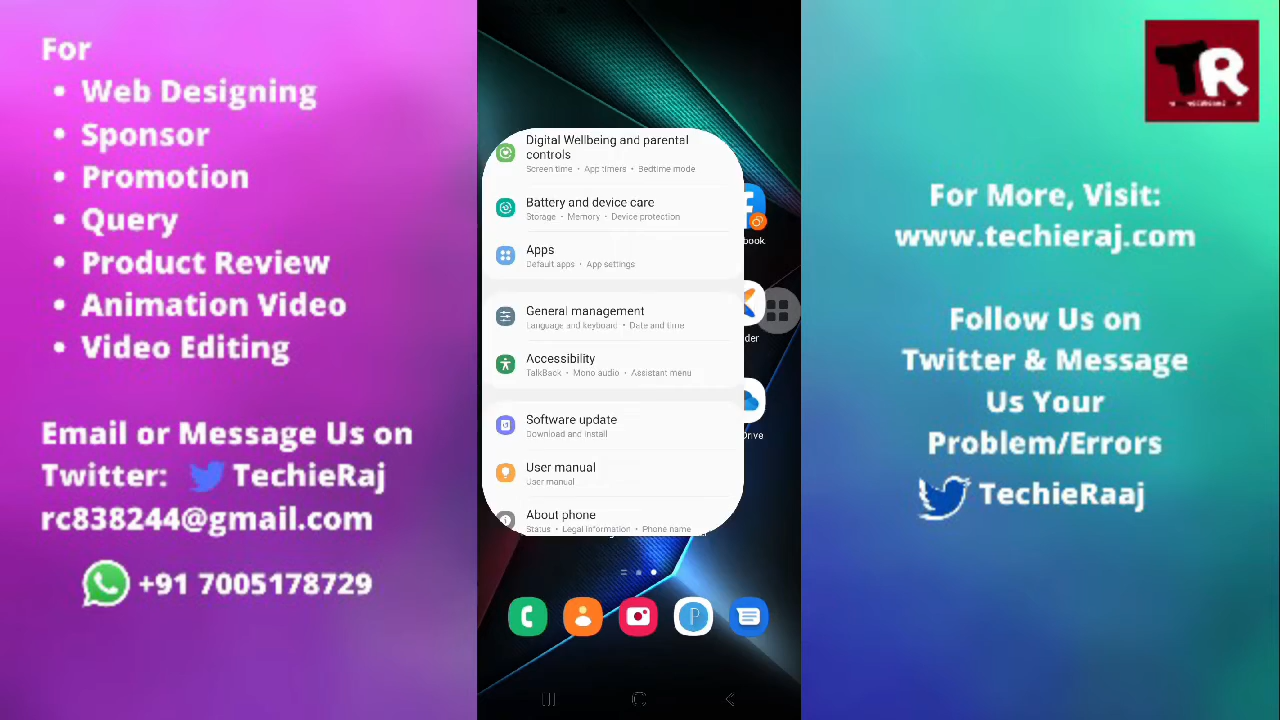 For
• Web Designing
• Sponsor
• Promotion
• Query
• Product Review
• Animation Video
• Video Editing
Email or Message Us on
Twitter: TechieRaj
rc838244@gmail.com
+91 7005178729
Digital Wellbeing and parental
controls
Screen time • App timers • Bedtime mode
Battery and device care
Storage • Memory • Device protection
Apps
Default apps • App settings
General management
Language and keyboard • Date and time
Accessibility
TalkBack • Mono audio • Assistant menu
Software update
Download and install
User manual
User manual
About phone
Status • Legal information • Phone name
book
der
Drive
TR
For More, Visit:
www.techieraj.com
Follow Us on
Twitter & Message
Us Your
Problem/Errors
TechieRaaj